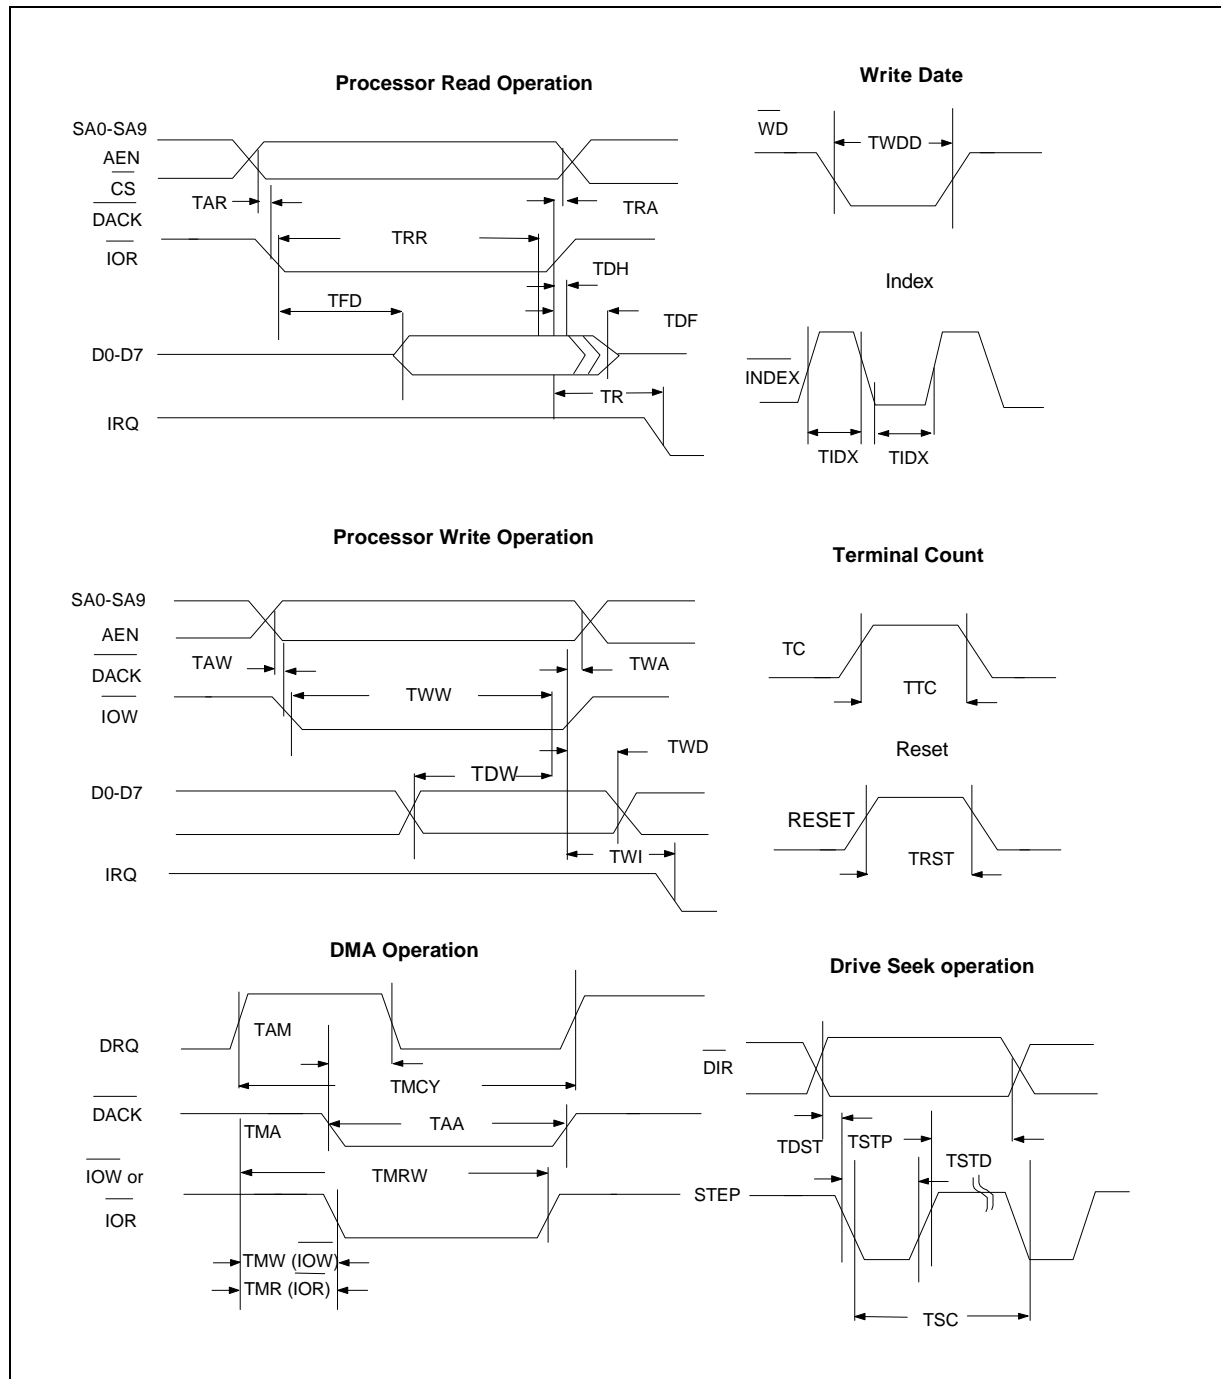 Processor Read Operation
SA0-SA9
AEN
CS
DACK
IOR
D0-D7
IRQ
TAR
TRA
TRR
TDH
TFD
TDF
TR
Write Date
WD
TWDD
Index
INDEX
TIDX
TIDX
Processor Write Operation
SA0-SA9
AEN
DACK
IOW
D0-D7
IRQ
TAW
TWA
TWW
TWD
TDW
TWI
Terminal Count
TC
TTC
Reset
RESET
TRST
DMA Operation
DRQ
DACK
IOW or
IOR
TAM
TMCY
TMA
TAA
TMRW
TMW (IOW)
TMR (IOR)
Drive Seek operation
DIR
STEP
TDST
TSTP
TSTD
TSC